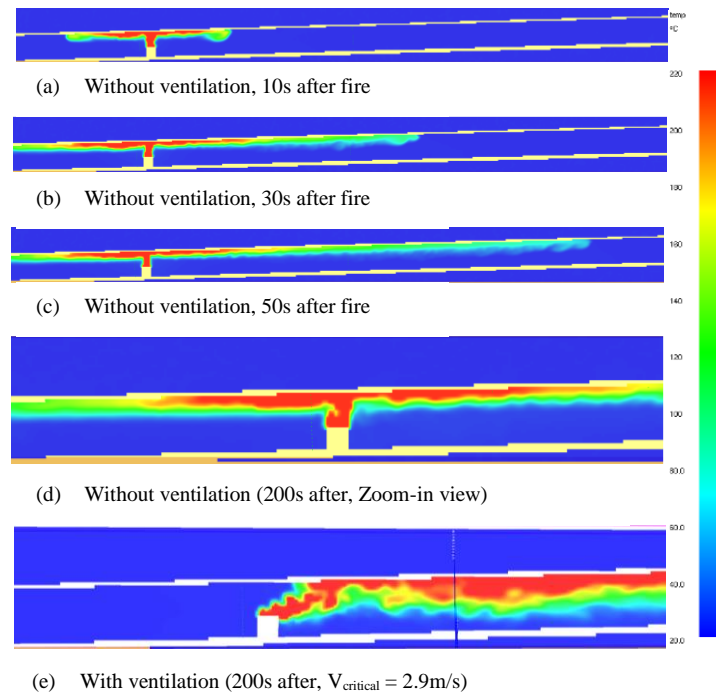 temp
°C
220
(a) Without ventilation, 10s after fire
200
(b) Without ventilation, 30s after fire
180
160
(c) Without ventilation, 50s after fire
140
120
100
80.0
(d) Without ventilation (200s after, Zoom-in view)
60.0
40.0
20.0
(e) With ventilation (200s after, Vcritical = 2.9m/s)